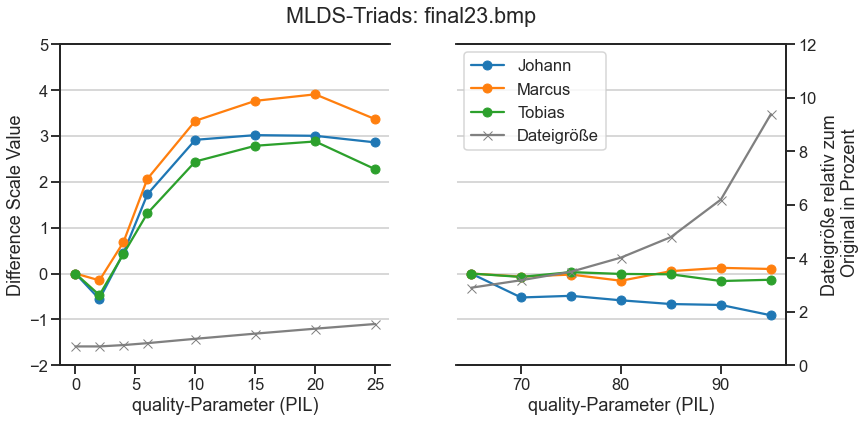 MLDS-Triads: final23.bmp
Difference Scale Value
5
4
3
2
1
0
−1
−2
0 5 10 15 20 25
quality-Parameter (PIL)
Johann
Marcus
Tobias
Dateigröße
70 80 90
quality-Parameter (PIL)
12
10
8
6
4
2
0
Dateigröße relativ zum
Original in Prozent